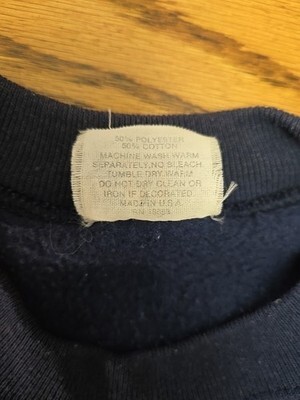 50% POLYESTER
50% COTTON
MACHINE WASH WARM
SEPARATELY. NO BLEACH.
TUMBLE DRY WARM.
DO NOT DRY CLEAN OR
IRON IF DECORATED.
MADE IN U.S.A.